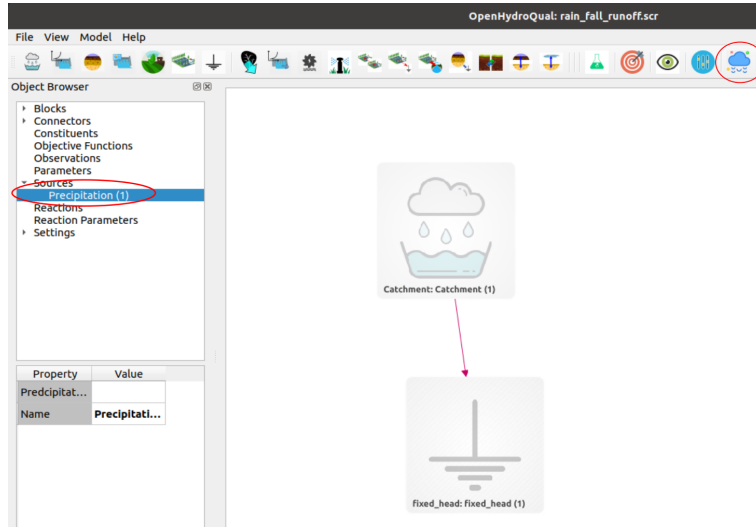 OpenHydroQual: rain_fall_runoff.scr
File View Model Help
Object Browser
Blocks
Connectors
Constituents
Objective Functions
Observations
Parameters
Sources
Precipitation (1)
Reactions
Reaction Parameters
Settings
Catchment: Catchment (1)
Property Value
Predcipitat...
Name Precipitati...
fixed_head: fixed_head (1)